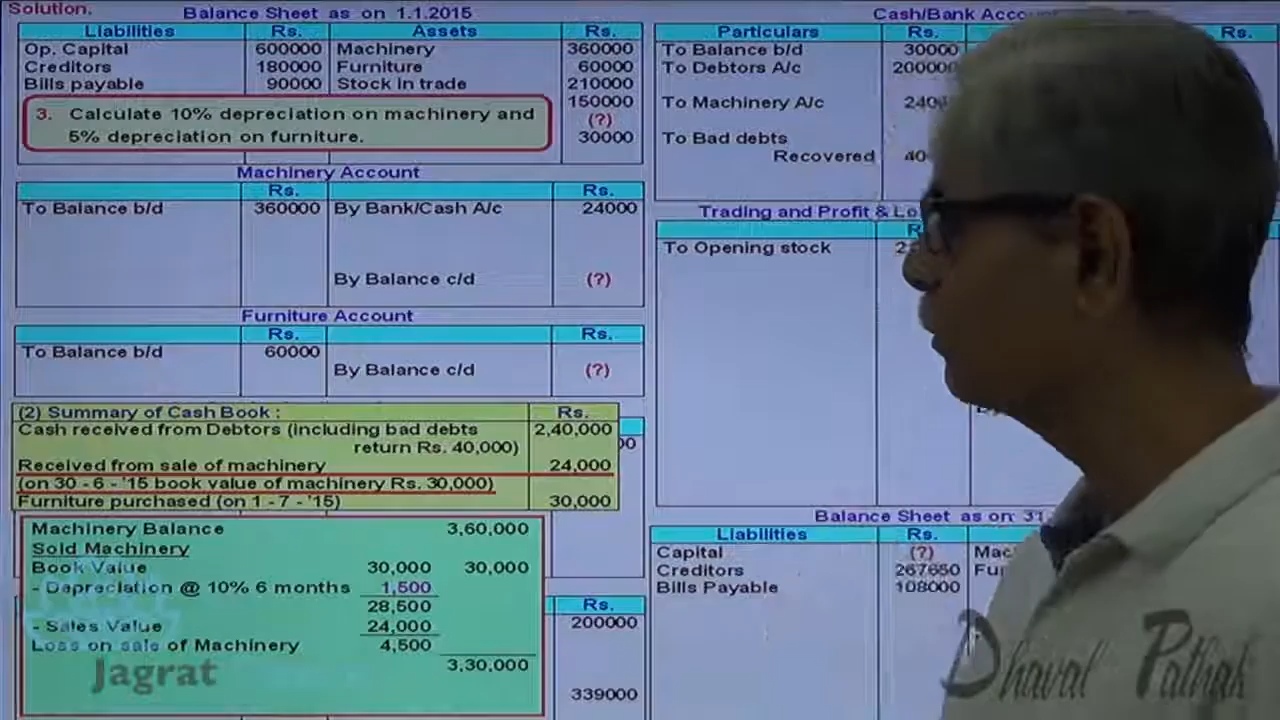 Solution.
Balance Sheet as on 1.1.2015
Liabilities Rs. Assets Rs.
Op. Capital 600000 Machinery 360000
Creditors 180000 Furniture 60000
Bills payable 90000 Stock in trade 210000
150000
(?)
30000
3. Calculate 10% depreciation on machinery and
5% depreciation on furniture.
Machinery Account
Rs. Rs.
To Balance b/d 360000 By Bank/Cash A/c 24000
By Balance c/d (?)
Furniture Account
Rs. Rs.
To Balance b/d 60000
By Balance c/d (?)
(2) Summary of Cash Book : Rs.
Cash received from Debtors (including bad debts 2,40,000
return Rs. 40,000)
Received from sale of machinery 24,000
(on 30 - 6 - '15 book value of machinery Rs. 30,000)
Furniture purchased (on 1 - 7 - '15) 30,000
Machinery Balance 3,60,000
Sold Machinery
Book Value 30,000 30,000
- Depreciation @ 10% 6 months 1,500
28,500
- Sales Value 24,000
Loss on sale of Machinery 4,500
3,30,000
Rs.
200000
339000
Jagrat
Cash/Bank
Particulars Rs. Rs.
To Balance b/d 30000
To Debtors A/c 200000
To Machinery A/c
To Bad debts
Recovered
Trading and Profit &
To Opening stock
Balance Sheet as on 31
Liabilities Rs.
Capital (?)
Creditors 267650
Bills Payable 108000
Dhaval Pathak